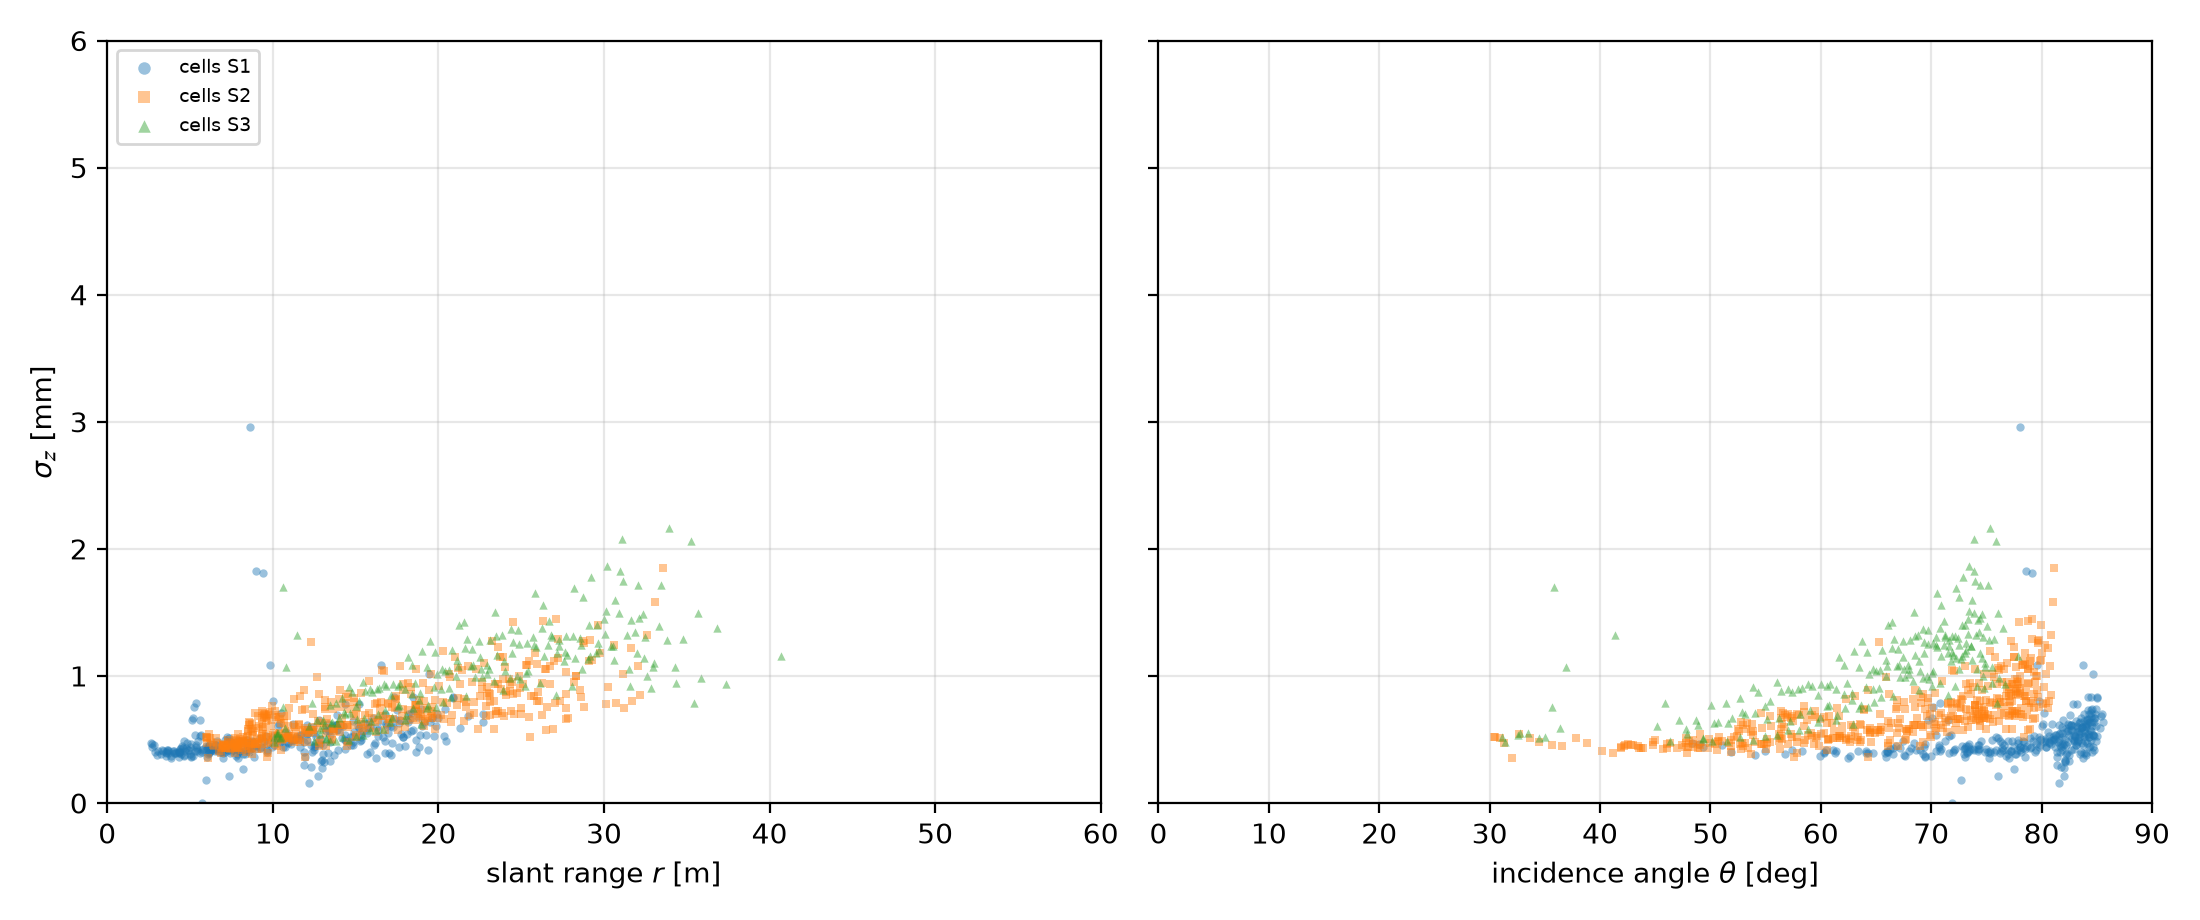 6
5
4
3
2
1
0
σz [mm]
cells S1
cells S2
cells S3
0 10 20 30 40 50 60
slant range r [m]
0 10 20 30 40 50 60 70 80 90
incidence angle θ [deg]